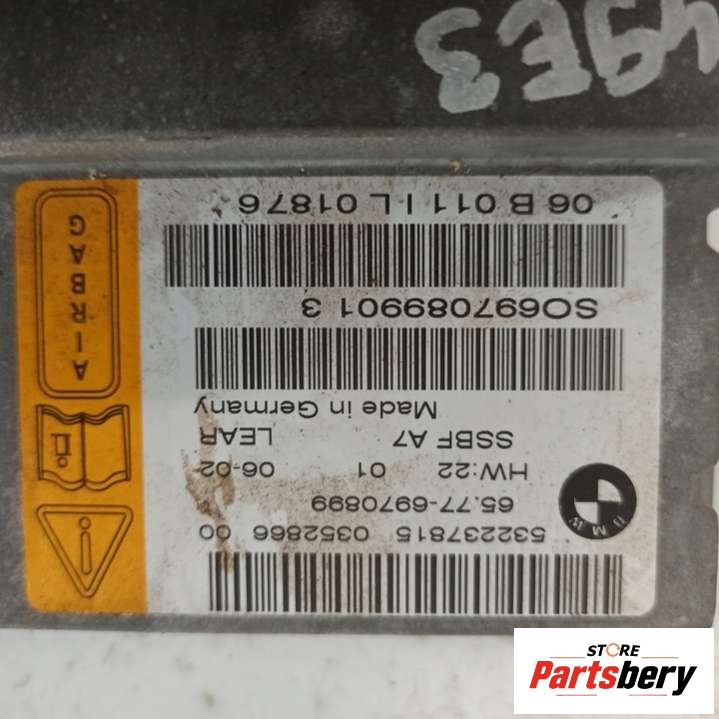 532237815 0352866 00
65.77-6970899
HW:22 01 06-02
SSBF A7 LEAR
Made in Germany
SO697089901 3
06 B 011 I L 01876
AIRBAG
BMW
STORE
Partsbery